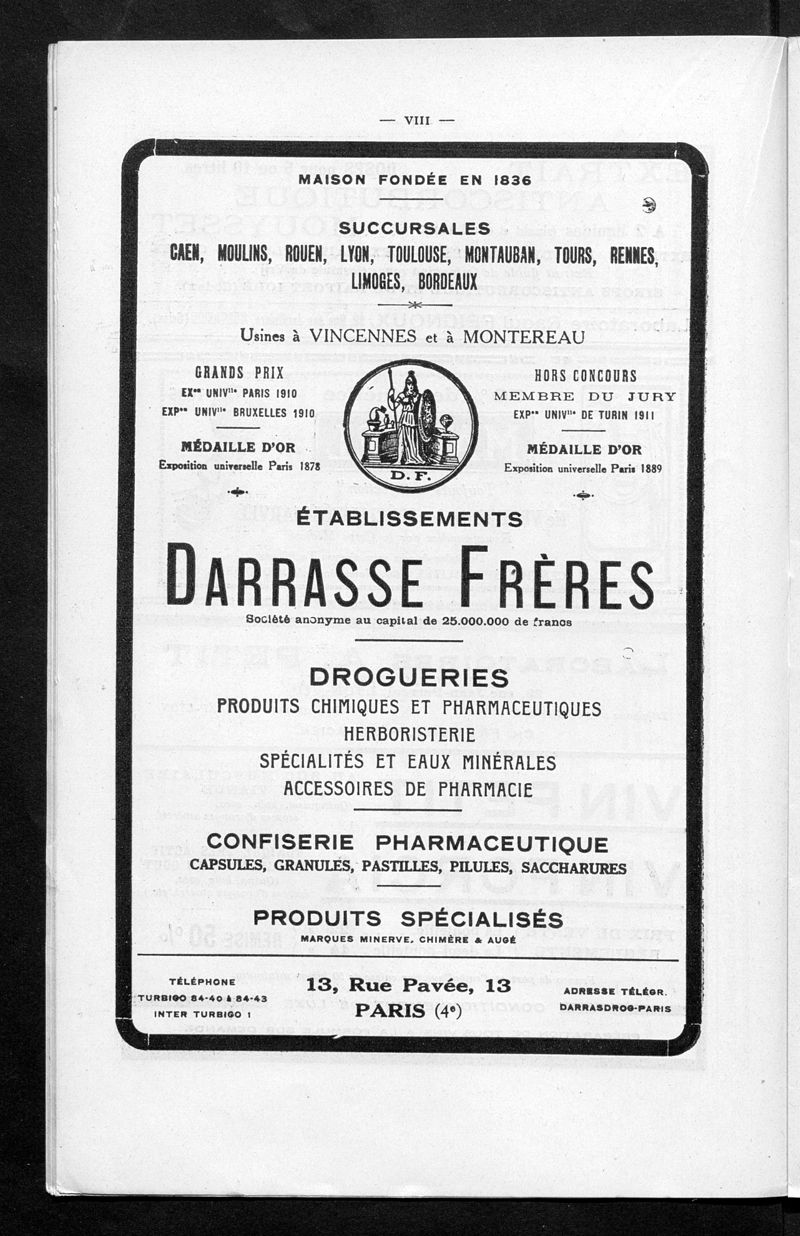 — VIII —
MAISON FONDÉE EN 1836
SUCCURSALES
CAEN, MOULINS, ROUEN, LYON, TOULOUSE, MONTAUBAN, TOURS, RENNES,
LIMOGES, BORDEAUX
Usines à VINCENNES et à MONTEREAU
GRANDS PRIX
EXᵒⁿ UNIVˡˡᵉ PARIS 1910
EXPᵒⁿ UNIVˡˡᵉ BRUXELLES 1910
MÉDAILLE D'OR
Exposition universelle Paris 1878
D. F.
HORS CONCOURS
MEMBRE DU JURY
EXPᵒⁿ UNIVˡˡᵉ DE TURIN 1911
MÉDAILLE D'OR
Exposition universelle Paris 1889
ÉTABLISSEMENTS
DARRASSE FRÈRES
Société anonyme au capital de 25.000.000 de francs
DROGUERIES
PRODUITS CHIMIQUES ET PHARMACEUTIQUES
HERBORISTERIE
SPÉCIALITÉS ET EAUX MINÉRALES
ACCESSOIRES DE PHARMACIE
CONFISERIE PHARMACEUTIQUE
CAPSULES, GRANULÉS, PASTILLES, PILULES, SACCHARURES
PRODUITS SPÉCIALISÉS
MARQUES MINERVE, CHIMÈRE & AUGÉ
TÉLÉPHONE
TURBIGO 84-40 à 84-43
INTER TURBIGO 1
13, Rue Pavée, 13
PARIS (4ᵉ)
ADRESSE TÉLÉGR.
DARRASDROG-PARIS